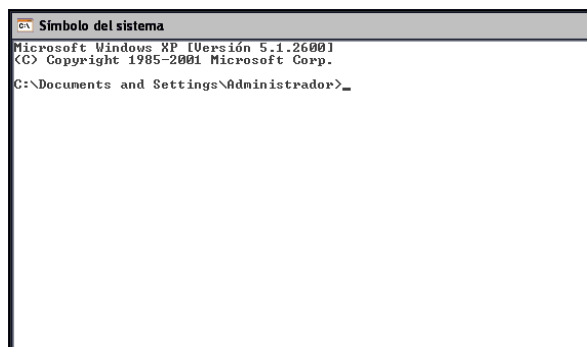 Símbolo del sistema
Microsoft Windows XP [Versión 5.1.2600]
(C) Copyright 1985-2001 Microsoft Corp.
C:\Documents and Settings\Administrador>_